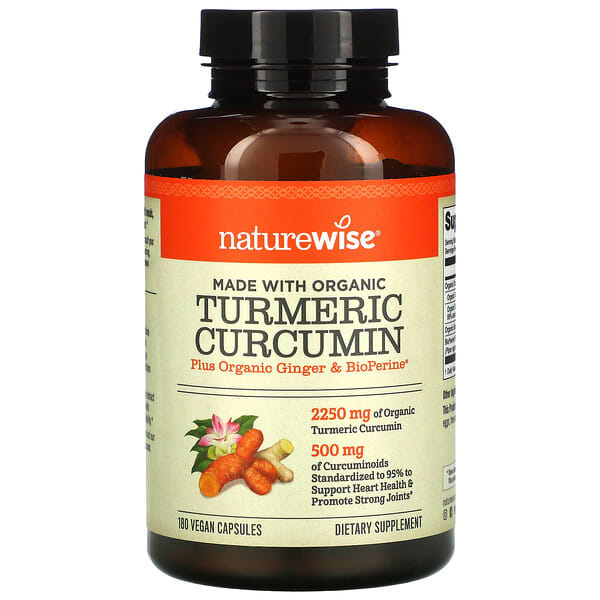 naturewise®
MADE WITH ORGANIC
TURMERIC
CURCUMIN
Plus Organic Ginger & BioPerine®
2250 mg of Organic
Turmeric Curcumin
500 mg
of Curcuminoids
Standardized to 95% to
Support Heart Health &
Promote Strong Joints*
180 VEGAN CAPSULES
DIETARY SUPPLEMENT